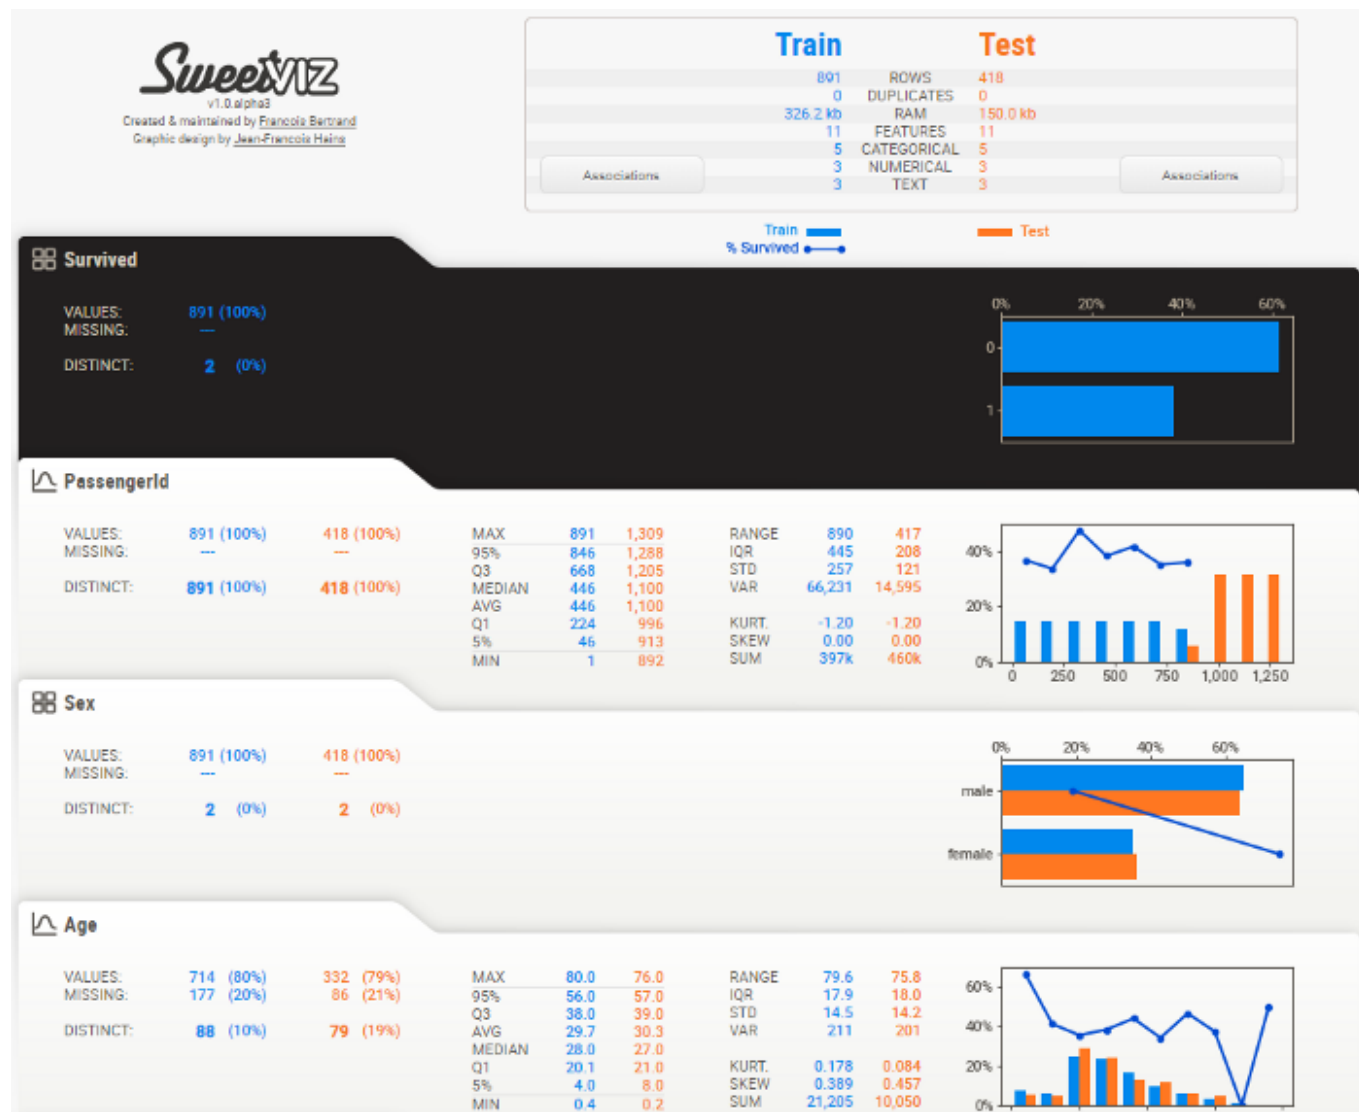 SweetVIZ
v1.0.alpha3
Created & maintained by Francois Bertrand
Graphic design by Jean-Francois Hains
Train Test
891 ROWS 418
0 DUPLICATES 0
326.2 kb RAM 150.0 kb
11 FEATURES 11
5 CATEGORICAL 5
3 NUMERICAL 3
3 TEXT 3
Associations
Associations
Train
Test
% Survived
Survived
VALUES: 891 (100%)
MISSING: ---
DISTINCT: 2 (0%)
0% 20% 40% 60%
0
1
PassengerId
VALUES: 891 (100%) 418 (100%)
MISSING: --- ---
DISTINCT: 891 (100%) 418 (100%)
MAX 891 1,309
95% 846 1,288
Q3 668 1,205
MEDIAN 446 1,100
AVG 446 1,100
Q1 224 996
5% 46 913
MIN 1 892
RANGE 890 417
IQR 445 208
STD 257 121
VAR 66,231 14,595
KURT. -1.20 -1.20
SKEW 0.00 0.00
SUM 397k 460k
40%
20%
0%
0 250 500 750 1,000 1,250
Sex
VALUES: 891 (100%) 418 (100%)
MISSING: --- ---
DISTINCT: 2 (0%) 2 (0%)
0% 20% 40% 60%
male
female
Age
VALUES: 714 (80%) 332 (79%)
MISSING: 177 (20%) 86 (21%)
DISTINCT: 88 (10%) 79 (19%)
MAX 80.0 76.0
95% 56.0 57.0
Q3 38.0 39.0
AVG 29.7 30.3
MEDIAN 28.0 27.0
Q1 20.1 21.0
5% 4.0 8.0
MIN 0.4 0.2
RANGE 79.6 75.8
IQR 17.9 18.0
STD 14.5 14.2
VAR 211 201
KURT. 0.178 0.084
SKEW 0.389 0.457
SUM 21,205 10,050
60%
40%
20%
0%